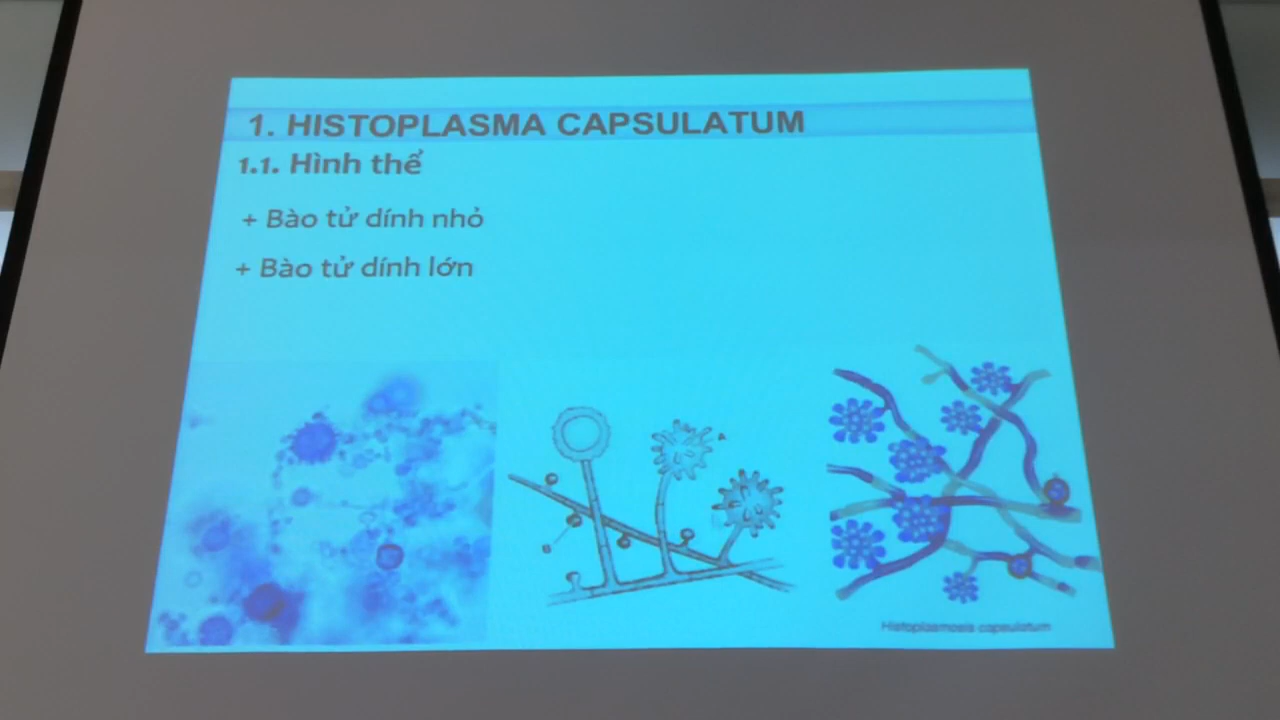 1. HISTOPLASMA CAPSULATUM
1.1. Hình thể
+ Bào tử dính nhỏ
+ Bào tử dính lớn
Histoplasmosis capsulatum